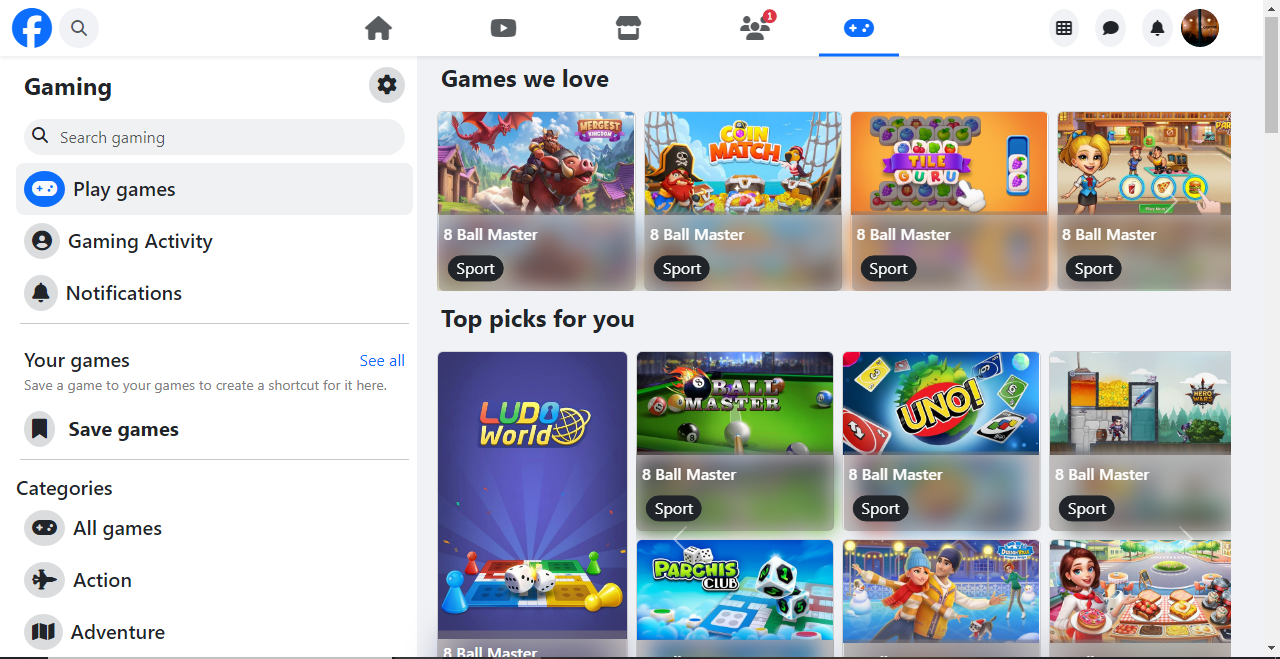 1
Gaming
Search gaming
Play games
Gaming Activity
Notifications
Your games
See all
Save a game to your games to create a shortcut for it here.
Save games
Categories
All games
Action
Adventure
Games we love
MERGEST
KINGDOM
COIN
MATCH
TILE
GURU
8 Ball Master
8 Ball Master
8 Ball Master
8 Ball Master
Sport
Sport
Sport
Sport
Top picks for you
LUDO
World
8 BALL
MASTER
UNO!
HERO
WARS
8 Ball Master
8 Ball Master
8 Ball Master
Sport
Sport
Sport
PARCHIS
CLUB
8 Ball Master